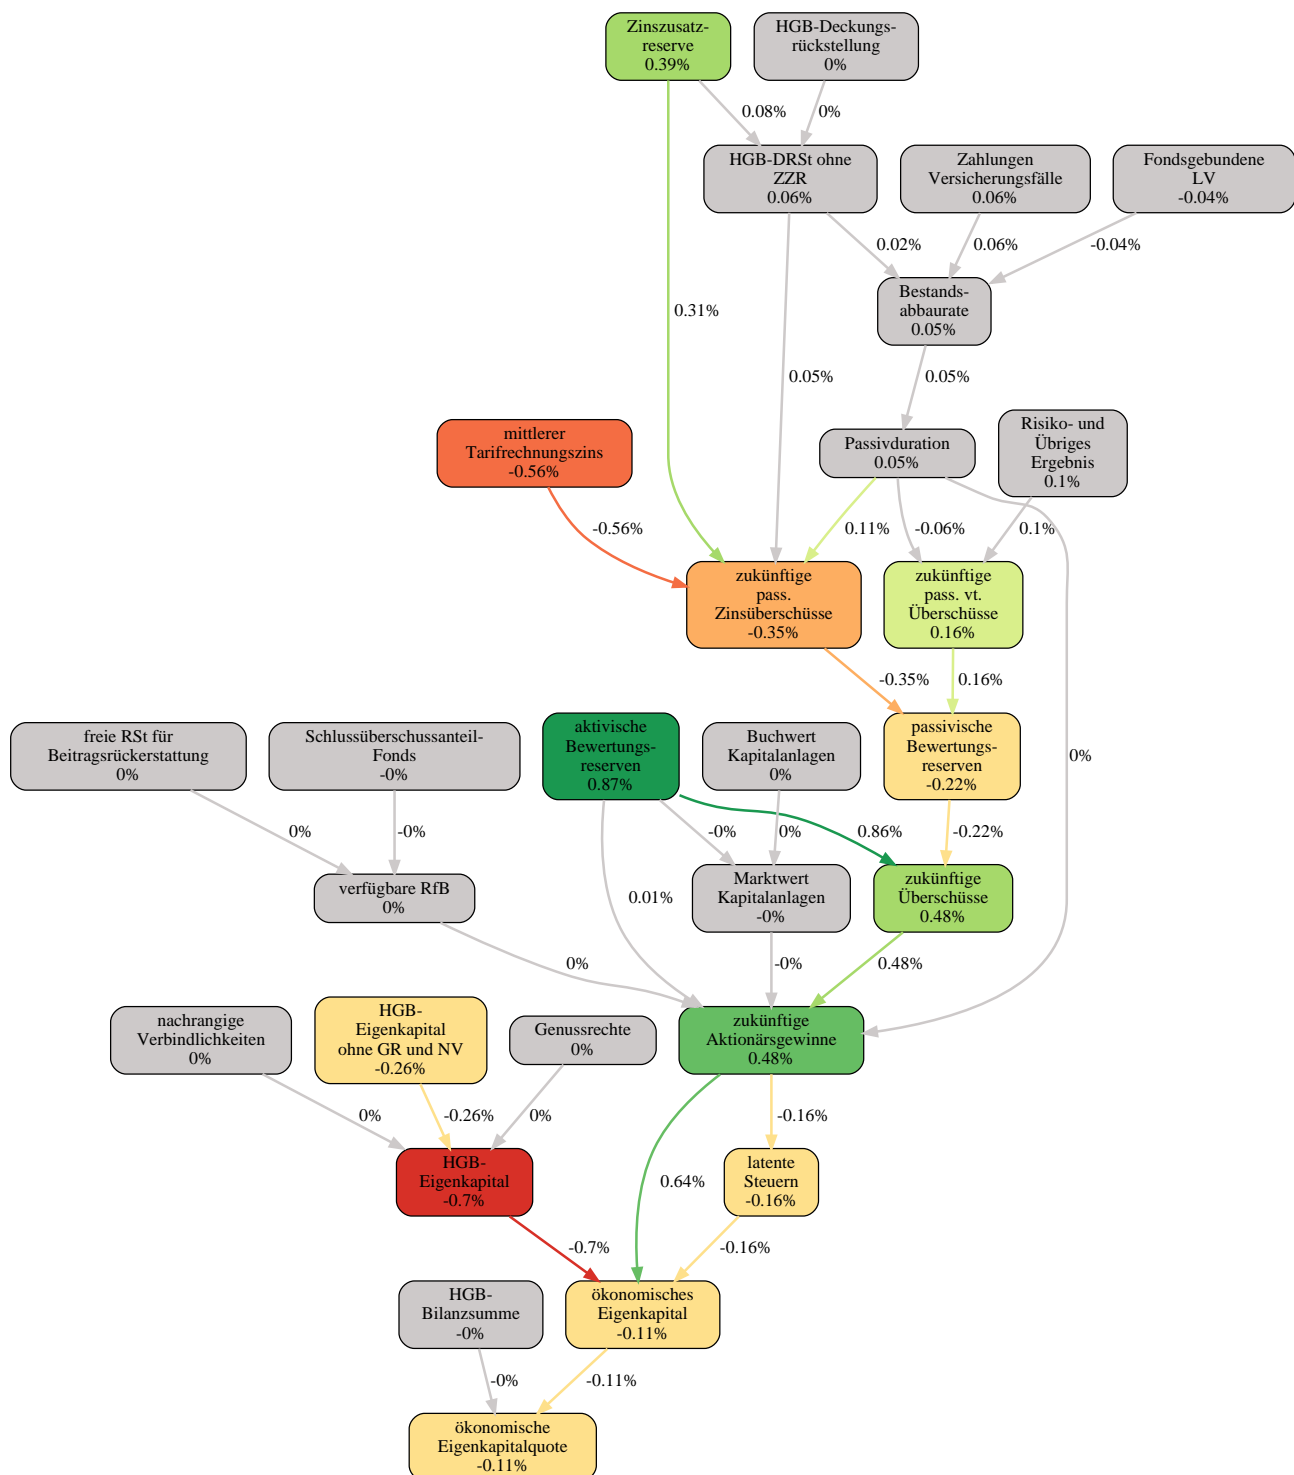 Zinszusatz-
reserve
0.39%
HGB-Deckungs-
rückstellung
0%
0.08%
0%
HGB-DRSt ohne
ZZR
0.06%
Zahlungen
Versicherungsfälle
0.06%
Fondsgebundene
LV
-0.04%
0.02%
0.06%
-0.04%
Bestands-
abbaurate
0.05%
0.31%
0.05%
0.05%
mittlerer
Tarifrechnungszins
-0.56%
Passivduration
0.05%
Risiko- und
Übriges
Ergebnis
0.1%
-0.56%
0.11%
-0.06%
0.1%
zukünftige
pass.
Zinsüberschüsse
-0.35%
zukünftige
pass. vt.
Überschüsse
0.16%
-0.35%
0.16%
freie RSt für
Beitragsrückerstattung
0%
Schlussüberschussanteil-
Fonds
-0%
aktivische
Bewertungs-
reserven
0.87%
Buchwert
Kapitalanlagen
0%
passivische
Bewertungs-
reserven
-0.22%
0%
0%
-0%
-0%
0%
0.86%
-0.22%
verfügbare RfB
0%
0.01%
Marktwert
Kapitalanlagen
-0%
zukünftige
Überschüsse
0.48%
0%
-0%
0.48%
nachrangige
Verbindlichkeiten
0%
HGB-
Eigenkapital
ohne GR und NV
-0.26%
Genussrechte
0%
zukünftige
Aktionärsgewinne
0.48%
0%
-0.26%
0%
-0.16%
HGB-
Eigenkapital
-0.7%
0.64%
latente
Steuern
-0.16%
-0.7%
-0.16%
HGB-
Bilanzsumme
-0%
ökonomisches
Eigenkapital
-0.11%
-0%
-0.11%
ökonomische
Eigenkapitalquote
-0.11%